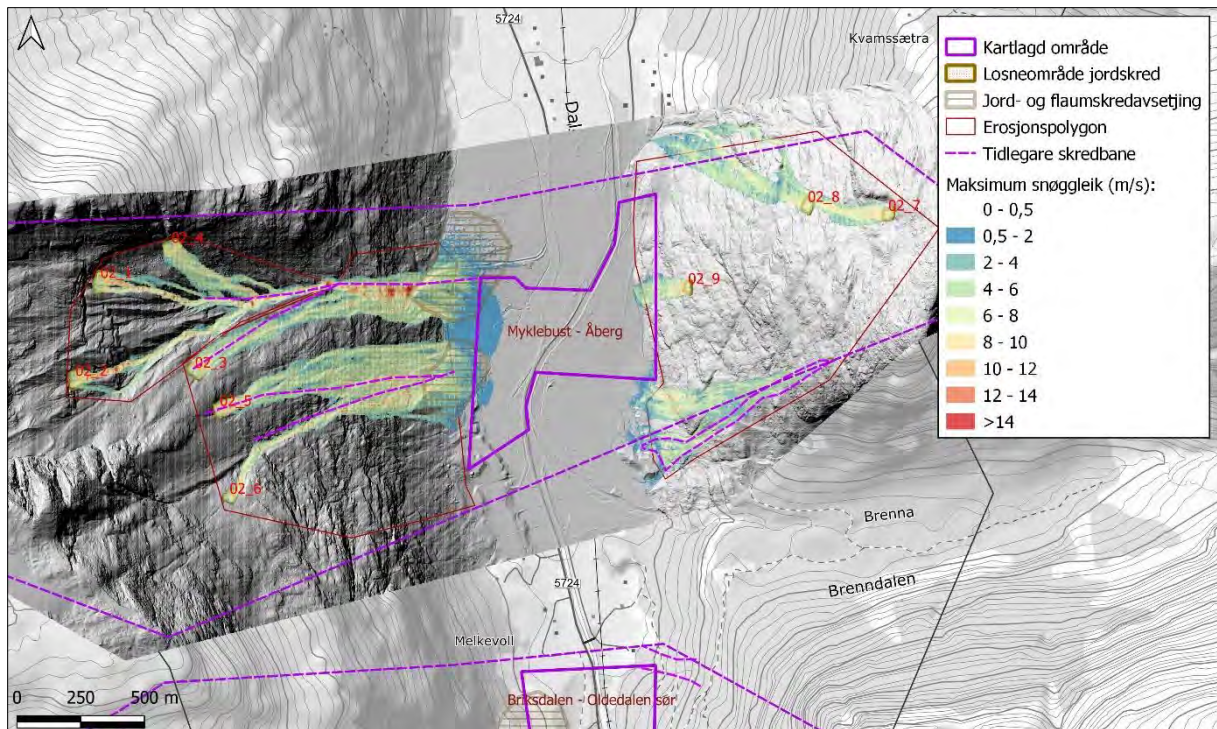 5724
Kvamssætra
Dals
02_4
02_1
02_2
02_3
02_5
02_6
02_8
02_7
02_9
Myklebust - Åberg
Brenna
Brenndalen
5724
Melkevoll
Briksdalen - Oldedalen sør
0 250 500 m
Kartlagd område
Losneområde jordskred
Jord- og flaumskredavsetjing
Erosjonspolygon
Tidlegare skredbane
Maksimum snøggleik (m/s):
0 - 0,5
0,5 - 2
2 - 4
4 - 6
6 - 8
8 - 10
10 - 12
12 - 14
>14